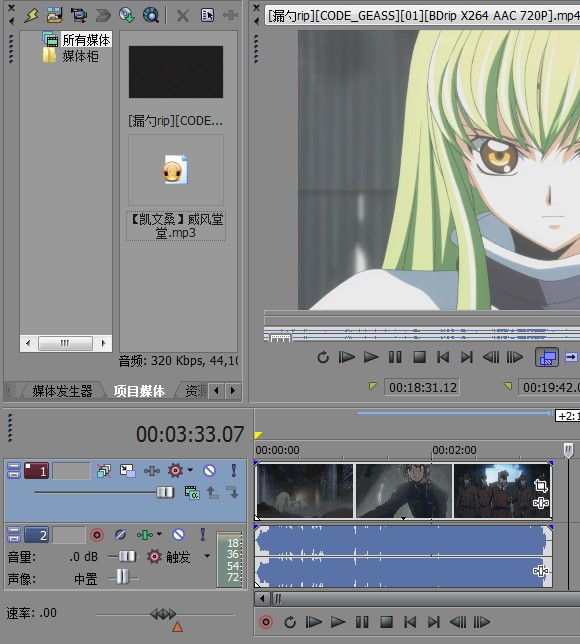 [漏勺rip][CODE_GEASS][01][BDrip X264 AAC 720P].mp4
所有媒体
媒体柜
[漏勺rip][CODE...
【凯文桑】威风堂
堂.mp3
音频: 320 Kbps, 44,10
媒体发生器
项目媒体
资源
00:18:31.12
00:19:42.0
+2:1
00:03:33.07
00:00:00
00:02:00
1
2
音量:
.0 dB
触发
声像:
中置
18
36
54
72
速率: .00